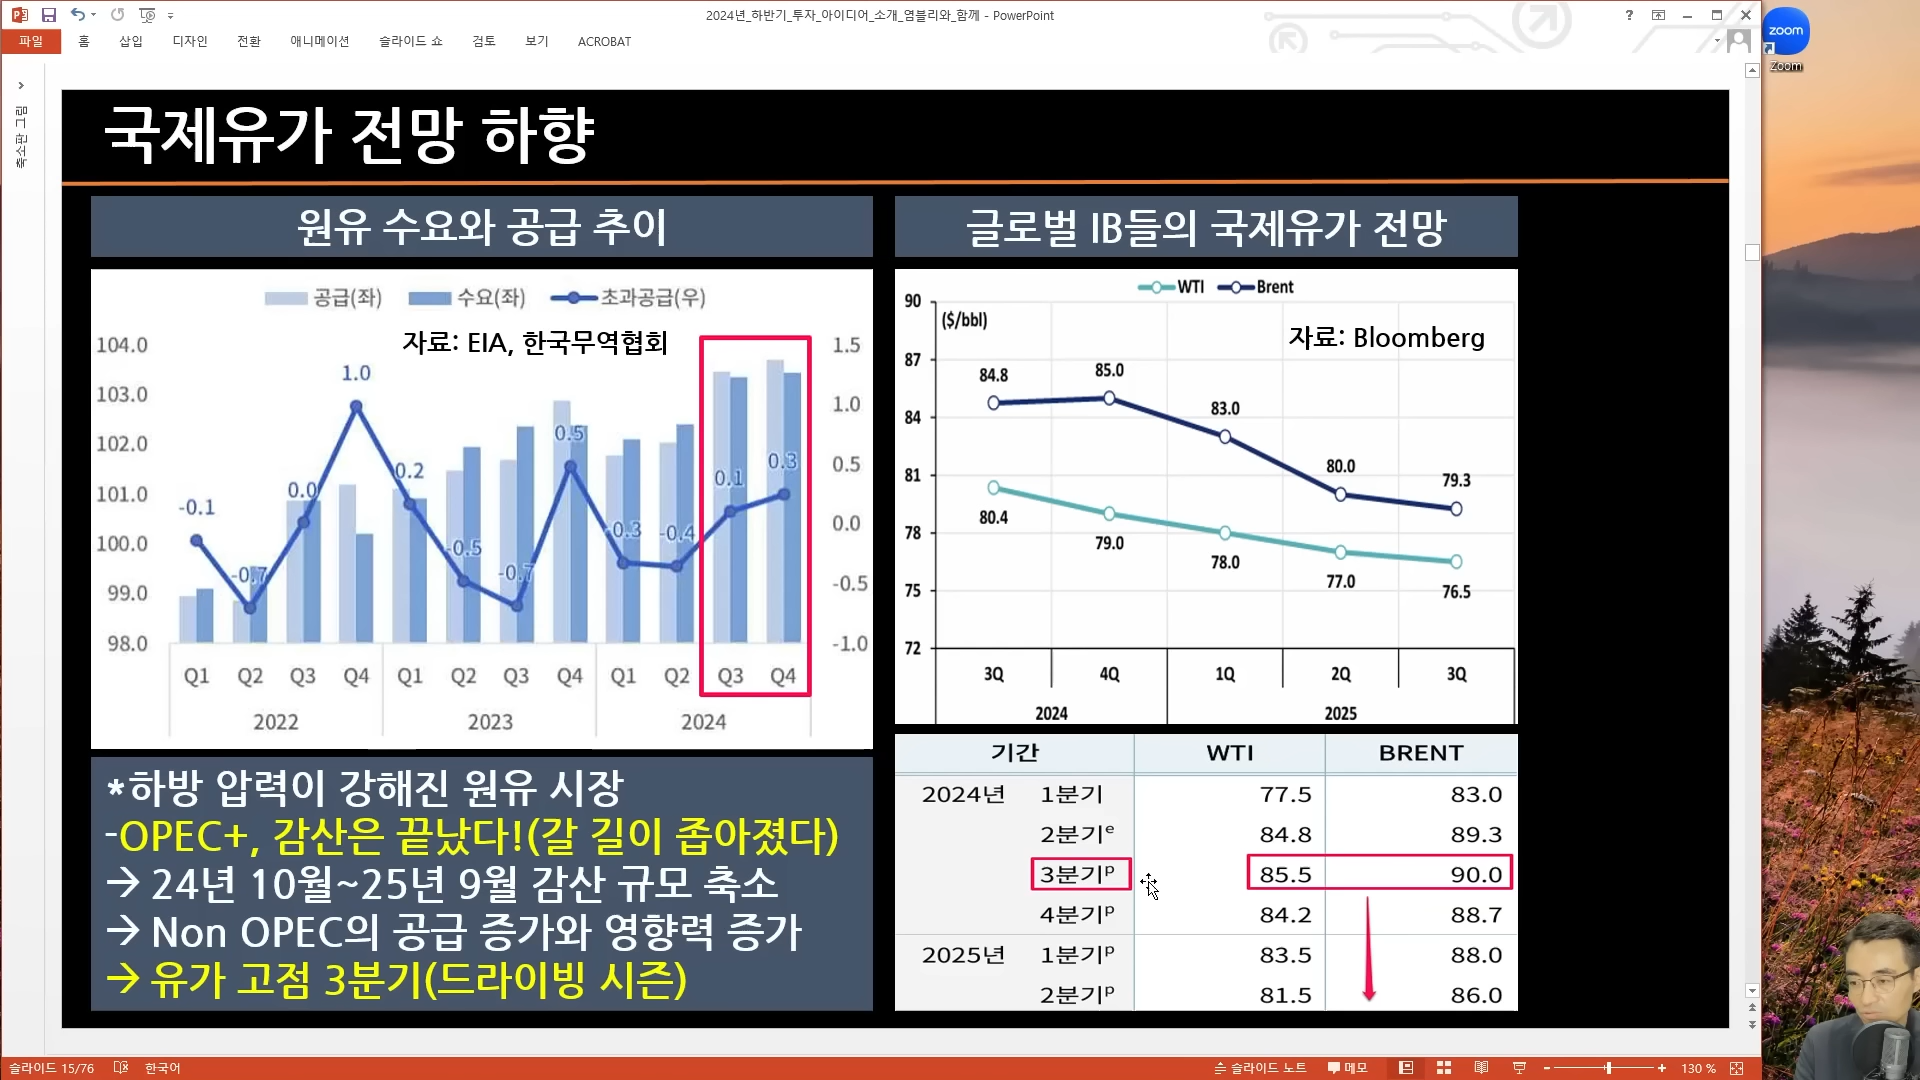 2024년_하반기_투자_아이디어_소개_염블리와_함께 - PowerPoint
?
zoom
Zoom
파일 홈 삽입 디자인 전환 애니메이션 슬라이드 쇼 검토 보기 ACROBAT
축소판 그림
국제유가 전망 하향
원유 수요와 공급 추이
공급(좌) 수요(좌) 초과공급(우)
자료: EIA, 한국무역협회
104.0
103.0
102.0
101.0
100.0
99.0
98.0
1.5
1.0
0.5
0.0
-0.5
-1.0
-0.1 -0.7 0.0 1.0 0.2 -0.5 -0.7 0.5 -0.3 -0.4 0.1 0.3
Q1 Q2 Q3 Q4 Q1 Q2 Q3 Q4 Q1 Q2 Q3 Q4
2022 2023 2024
*하방 압력이 강해진 원유 시장
-OPEC+, 감산은 끝났다!(갈 길이 좁아졌다)
→ 24년 10월~25년 9월 감산 규모 축소
→ Non OPEC의 공급 증가와 영향력 증가
→ 유가 고점 3분기(드라이빙 시즌)
글로벌 IB들의 국제유가 전망
WTI Brent
($/bbl)
자료: Bloomberg
90
87
84
81
78
75
72
84.8 85.0 83.0 80.0 79.3
80.4 79.0 78.0 77.0 76.5
3Q 4Q 1Q 2Q 3Q
2024 2025
기간 WTI BRENT
2024년 1분기 77.5 83.0
2분기ᵉ 84.8 89.3
3분기ᵖ 85.5 90.0
4분기ᵖ 84.2 88.7
2025년 1분기ᵖ 83.5 88.0
2분기ᵖ 81.5 86.0
슬라이드 15/76 한국어 슬라이드 노트 메모 130 %